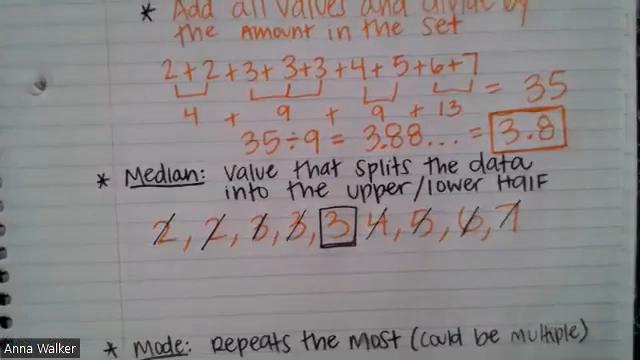 * Add all values and divide by
the Amount in the set
2+2+3+3+3+4+5+6+7 = 35
4 + 9 + 9 + 13
35÷9 = 3.88... = 3.8
* Median: Value that splits the data
into the upper/lower Half
2, 2, 3, 3, 3 4, 5, 6, 7
* Mode: Repeats the most (could be multiple)
Anna Walker